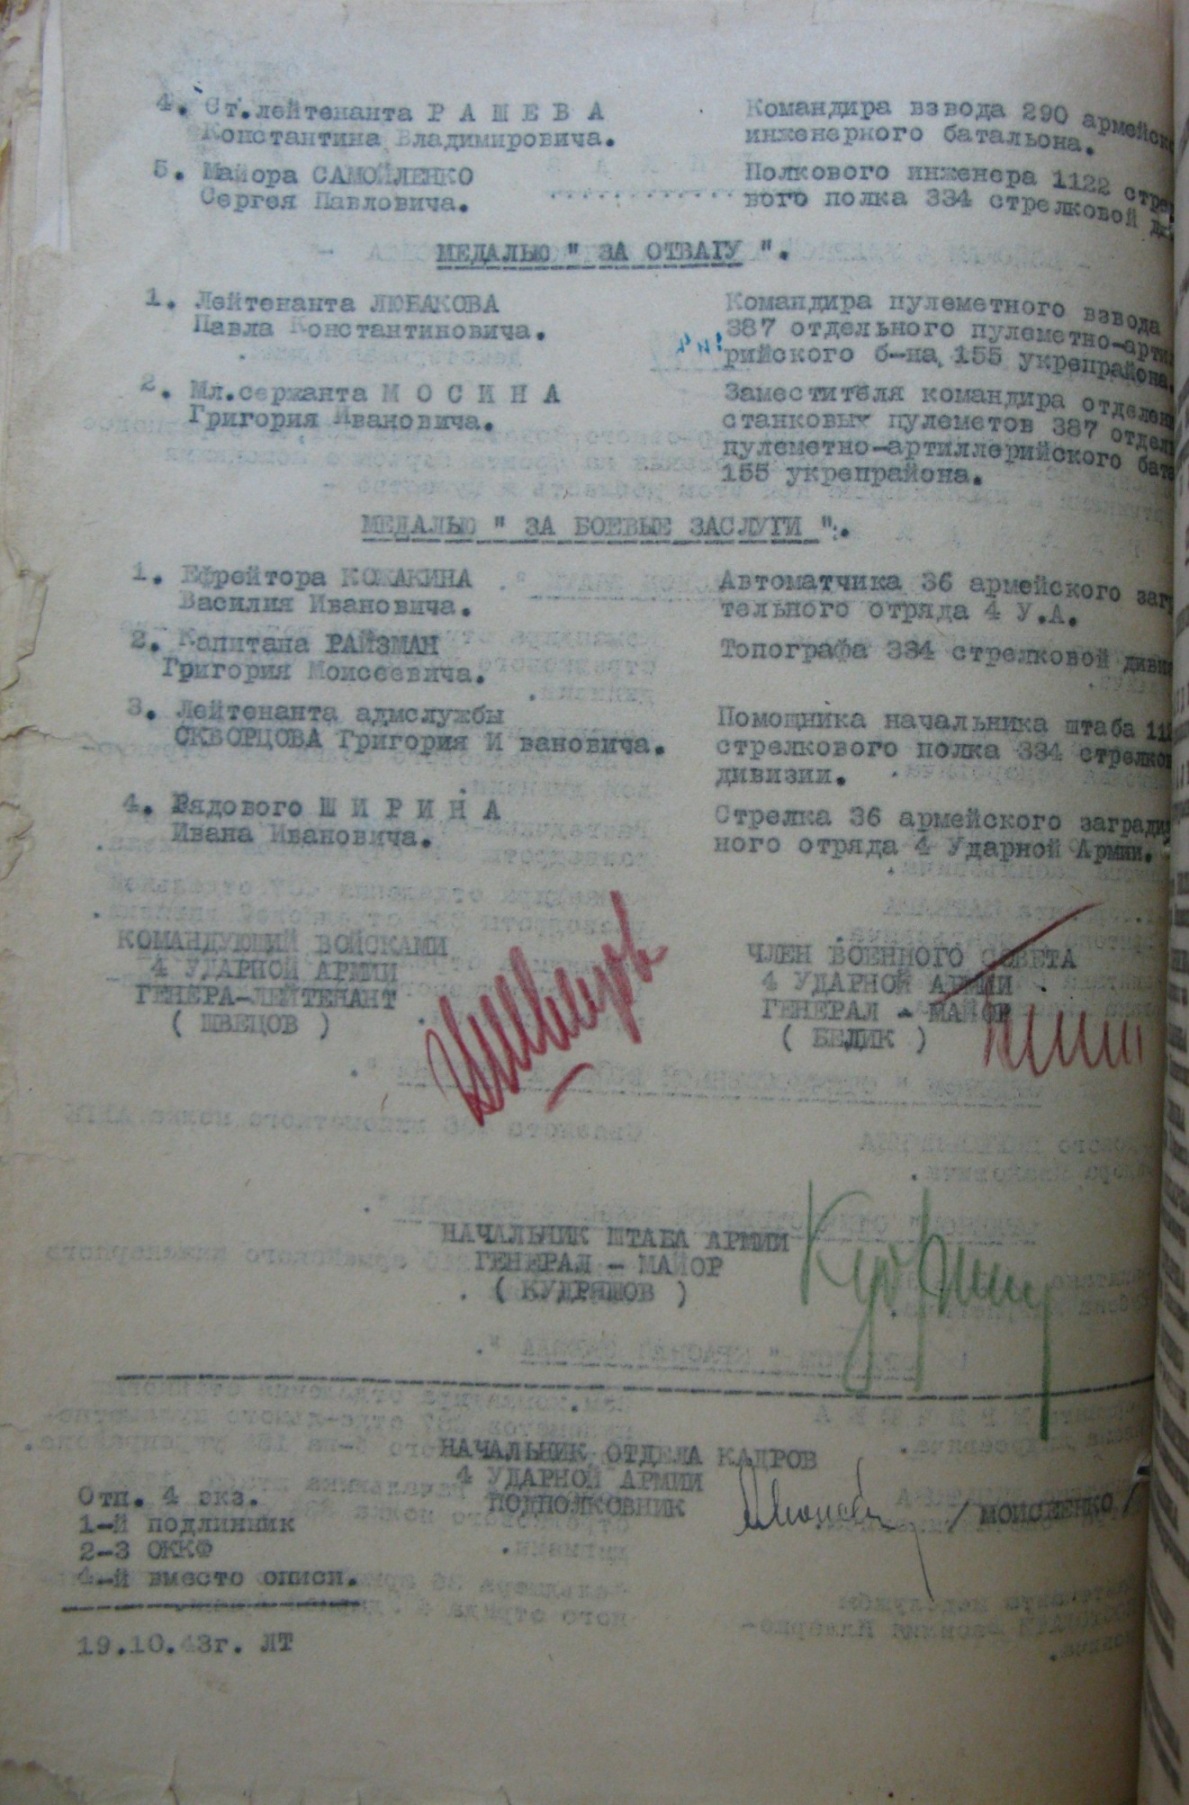 4. Ст.лейтенанта Р А Ш Е В А
Константина Владимировича.
Командира взвода 290 армейско
инженерного батальона.
5. Майора САМОЙЛЕНКО
Сергея Павловича.
Полкового инженера 1122 стре
вого полка 334 стрелковой
МЕДАЛЬЮ " ЗА ОТВАГУ ".
1. Лейтенанта ЛЮБАКОВА
Павла Константиновича.
Командира пулеметного взвода
387 отдельного пулеметно-арти
рийского б-на 155 укрепрайона.
2. Мл.сержанта М О С И Н А
Григория Ивановича.
Заместителя командира отделени
станковых пулеметов 387 отдел
пулеметно-артиллерийского бата
155 укрепрайона.
МЕДАЛЬЮ " ЗА БОЕВЫЕ ЗАСЛУГИ ".
1. Ефрейтора КОЖАКИНА
Василия Ивановича.
Автоматчика 36 армейского заг
тельного отряда 4 У.А.
2. Капитана РАЙЗМАН
Григория Моисеевича.
Топографа 334 стрелковой диви
3. Лейтенанта адмслужбы
СКВОРЦОВА Григория И вановича.
Помощника начальника штаба 11
стрелкового полка 334 стрелко
дивизии.
4. Рядового Ш И Р И Н А
Ивана Ивановича.
Стрелка 36 армейского загради
ного отряда 4 Ударной Армии.
КОМАНДУЮЩИЙ ВОЙСКАМИ
4 УДАРНОЙ АРМИИ
ГЕНЕРА-ЛЕЙТЕНАНТ
( ШВЕЦОВ )
ЧЛЕН ВОЕННОГО СОВЕТА
4 УДАРНОЙ АРМИИ
ГЕНЕРАЛ - МАЙОР
( БЕЛИК )
НАЧАЛЬНИК ШТАБА АРМИИ
ГЕНЕРАЛ - МАЙОР
( КУДРЯШОВ )
НАЧАЛЬНИК ОТДЕЛА КАДРОВ
4 УДАРНОЙ АРМИИ
ПОДПОЛКОВНИК
/ МОИСЕЕНКО /
Отп. 4 экз.
1-й подлинник
2-3 ОККФ
4-й вместо описи.
19.10.43г. ЛТ